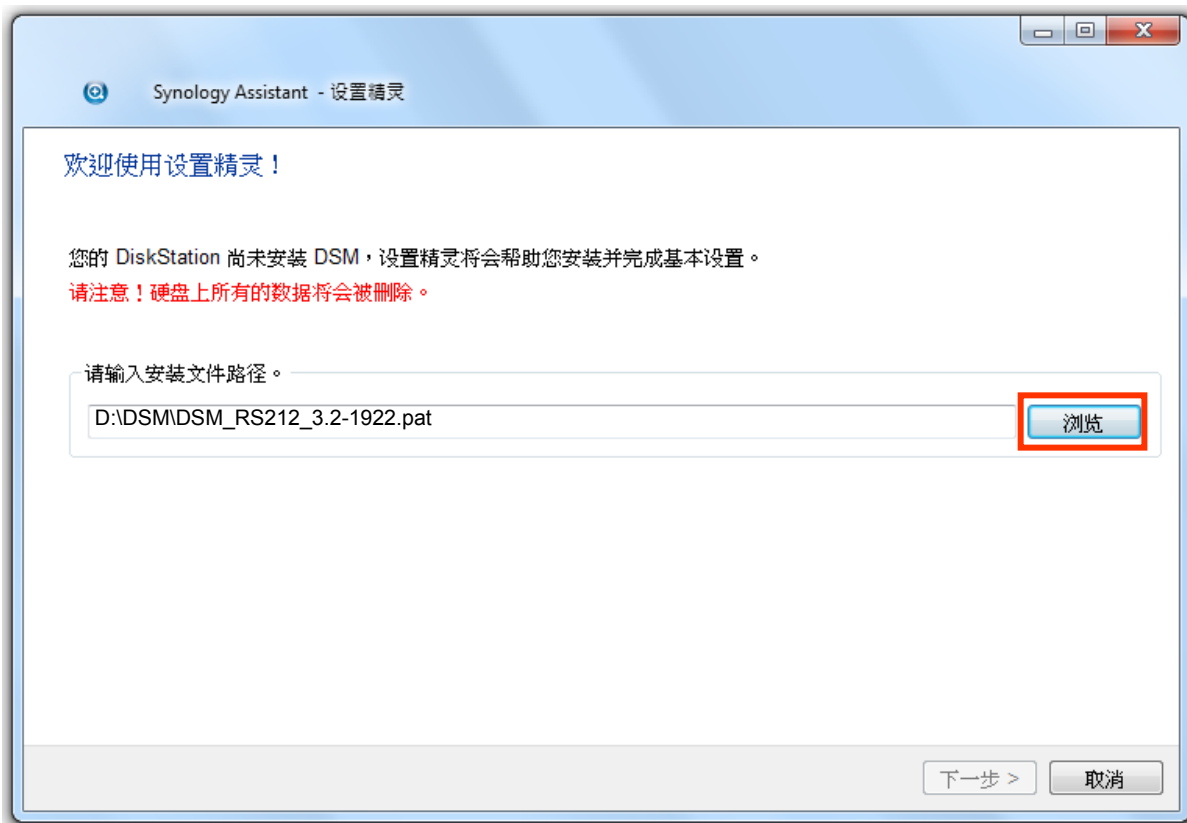 Synology Assistant - 设置精灵
欢迎使用设置精灵！
您的 DiskStation 尚未安装 DSM，设置精灵将会帮助您安装并完成基本设置。
请注意！硬盘上所有的数据将会被删除。
请输入安装文件路径。
D:\DSM\DSM_RS212_3.2-1922.pat
浏览
下一步 >
取消